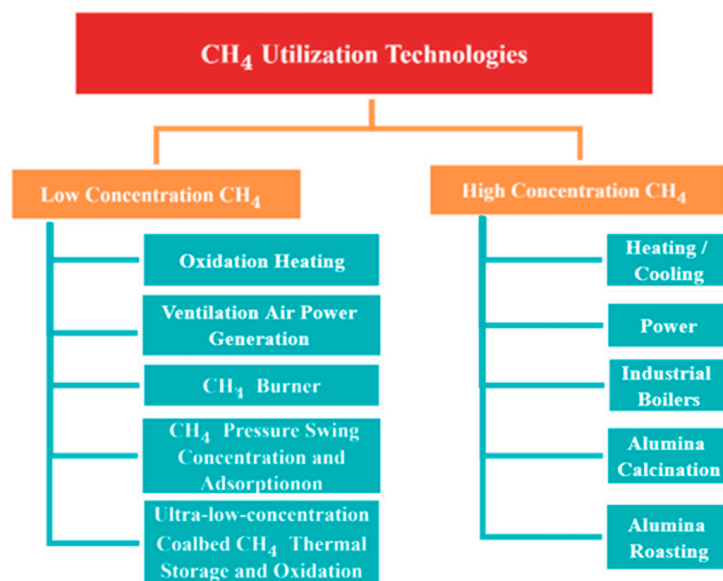 CH₄ Utilization Technologies
Low Concentration CH₄
Oxidation Heating
Ventilation Air Power
Generation
CH₄ Burner
CH₄ Pressure Swing
Concentration and
Adsorptionon
Ultra-low-concentration
Coalbed CH₄ Thermal
Storage and Oxidation
High Concentration CH₄
Heating /
Cooling
Power
Industrial
Boilers
Alumina
Calcination
Alumina
Roasting